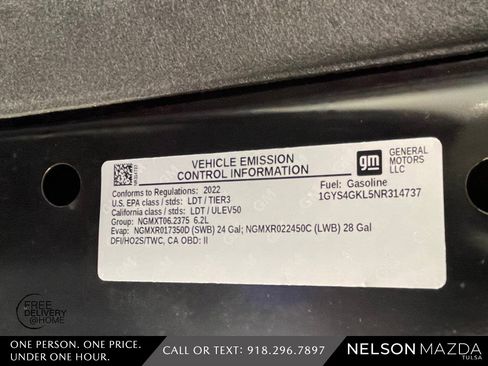 VEHICLE EMISSION
CONTROL INFORMATION
gm
GENERAL
MOTORS
LLC
Conforms to Regulations: 2022
U.S. EPA class / stds: LDT / TIER3
California class / stds: LDT / ULEV50
Group: NGMXT06.2375 6.2L
Evap: NGMXR017350D (SWB) 24 Gal; NGMXR022450C (LWB) 28 Gal
DFI/HO2S/TWC, CA OBD: II
Fuel: Gasoline
1GYS4GKL5NR314737
FREE
DELIVERY
@HOME
ONE PERSON. ONE PRICE.
UNDER ONE HOUR.
CALL OR TEXT: 918.296.7897
NELSON MAZDA
TULSA